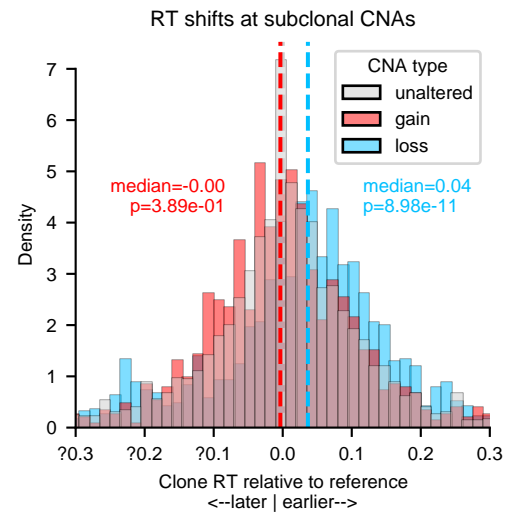 RT shifts at subclonal CNAs
CNA type
unaltered
gain
loss
median=-0.00
p=3.89e-01
median=0.04
p=8.98e-11
Density
7
6
5
4
3
2
1
0
?0.3 ?0.2 ?0.1 0.0 0.1 0.2 0.3
Clone RT relative to reference
<--later | earlier-->